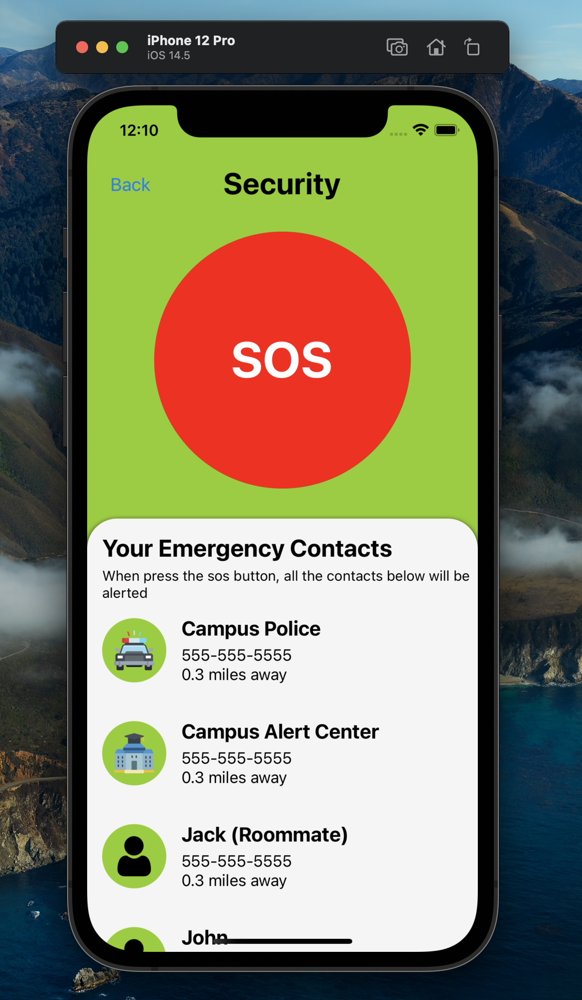 iPhone 12 Pro
iOS 14.5
12:10
Back
Security
SOS
Your Emergency Contacts
When press the sos button, all the contacts below will be
alerted
Campus Police
555-555-5555
0.3 miles away
Campus Alert Center
555-555-5555
0.3 miles away
Jack (Roommate)
555-555-5555
0.3 miles away
John